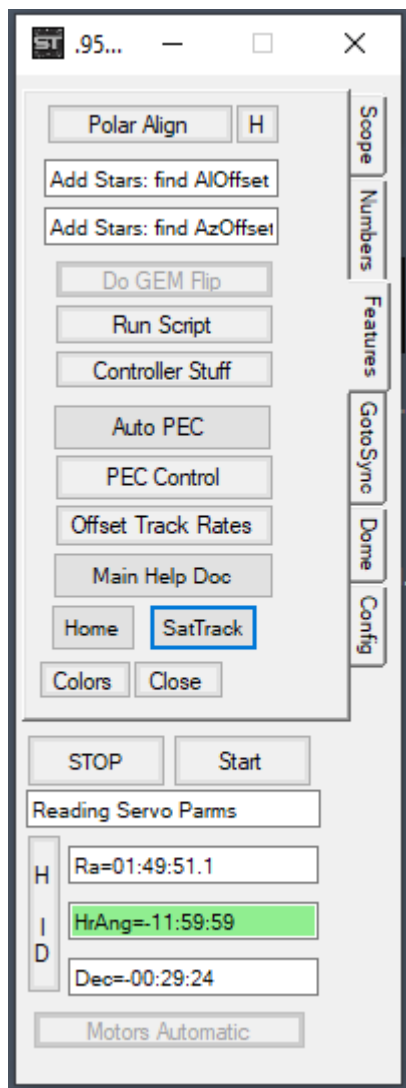 ST .95...
Polar Align H
Add Stars: find AlOffset
Add Stars: find AzOffset
Do GEM Flip
Run Script
Controller Stuff
Auto PEC
PEC Control
Offset Track Rates
Main Help Doc
Home SatTrack
Colors Close
Scope
Numbers
Features
GotoSync
Dome
Config
STOP Start
Reading Servo Parms
H
I
D
Ra=01:49:51.1
HrAng=-11:59:59
Dec=-00:29:24
Motors Automatic